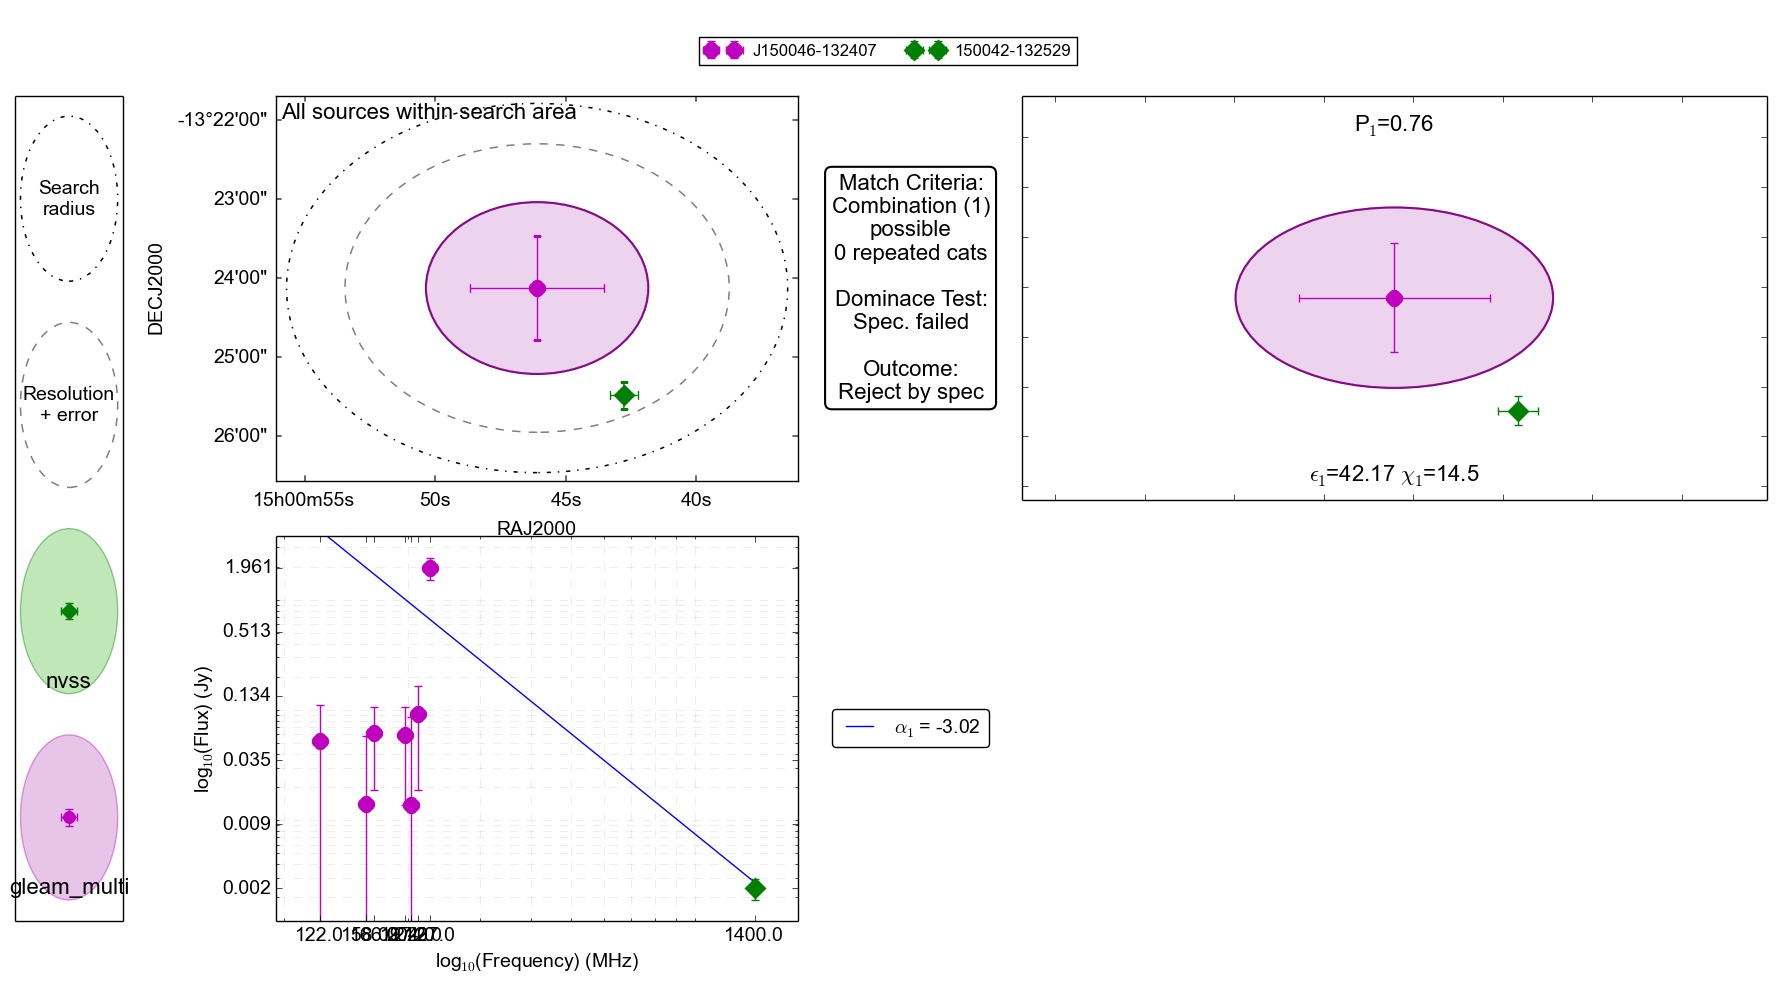 J150046-132407
150042-132529
Search
radius
Resolution
+ error
nvss
gleam_multi
All sources within search area
-13°22'00"
23'00"
24'00"
25'00"
26'00"
DECJ2000
15h00m55s
50s
45s
40s
RAJ2000
Match Criteria:
Combination (1)
possible
0 repeated cats
Dominace Test:
Spec. failed
Outcome:
Reject by spec
P₁=0.76
ϵ₁=42.17 χ₁=14.5
1.961
0.513
0.134
0.035
0.009
0.002
log₁₀(Flux) (Jy)
122.0
1400.0
log₁₀(Frequency) (MHz)
α₁ = -3.02